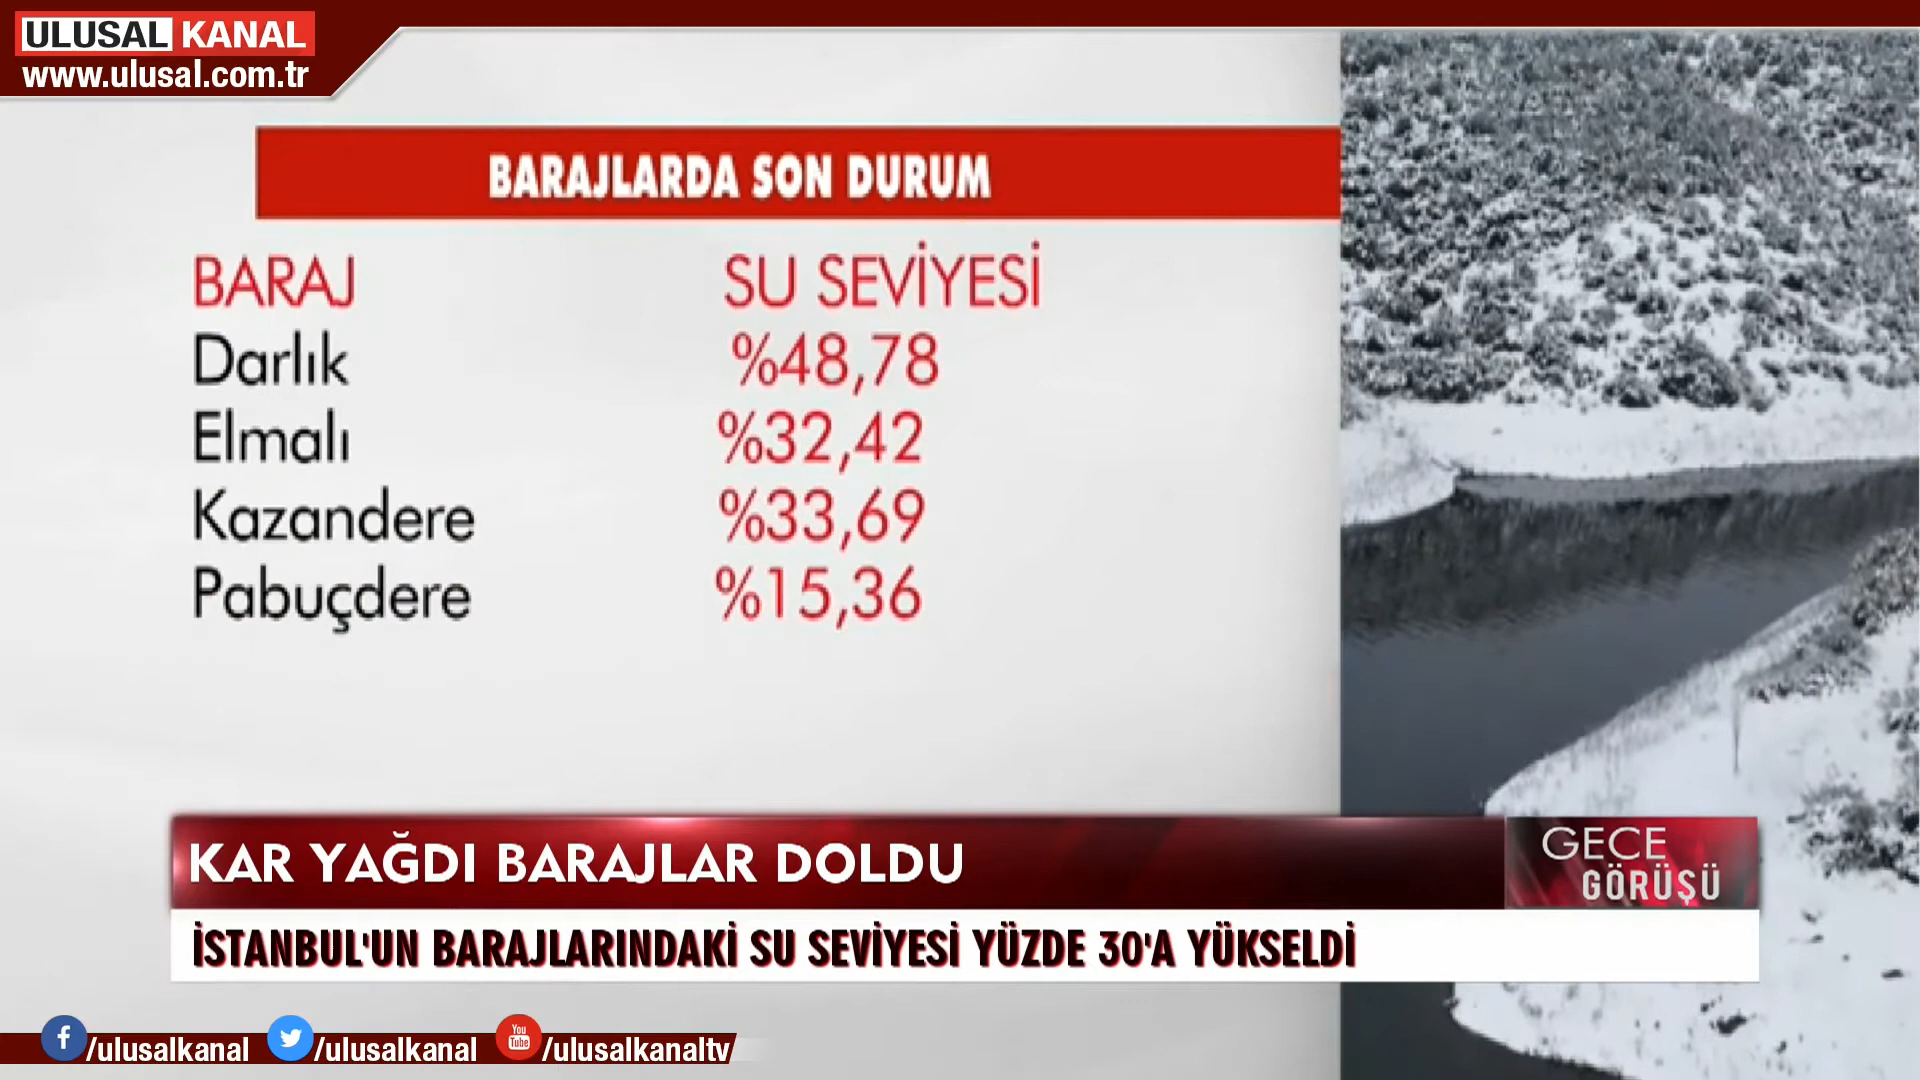 ULUSAL KANAL
www.ulusal.com.tr
BARAJLARDA SON DURUM
BARAJ SU SEVİYESİ
Darlık %48,78
Elmalı %32,42
Kazandere %33,69
Pabuçdere %15,36
KAR YAĞDI BARAJLAR DOLDU
GECE
GÖRÜŞÜ
İSTANBUL'UN BARAJLARINDAKİ SU SEVİYESİ YÜZDE 30'A YÜKSELDİ
/ulusalkanal /ulusalkanal You Tube /ulusalkanaltv